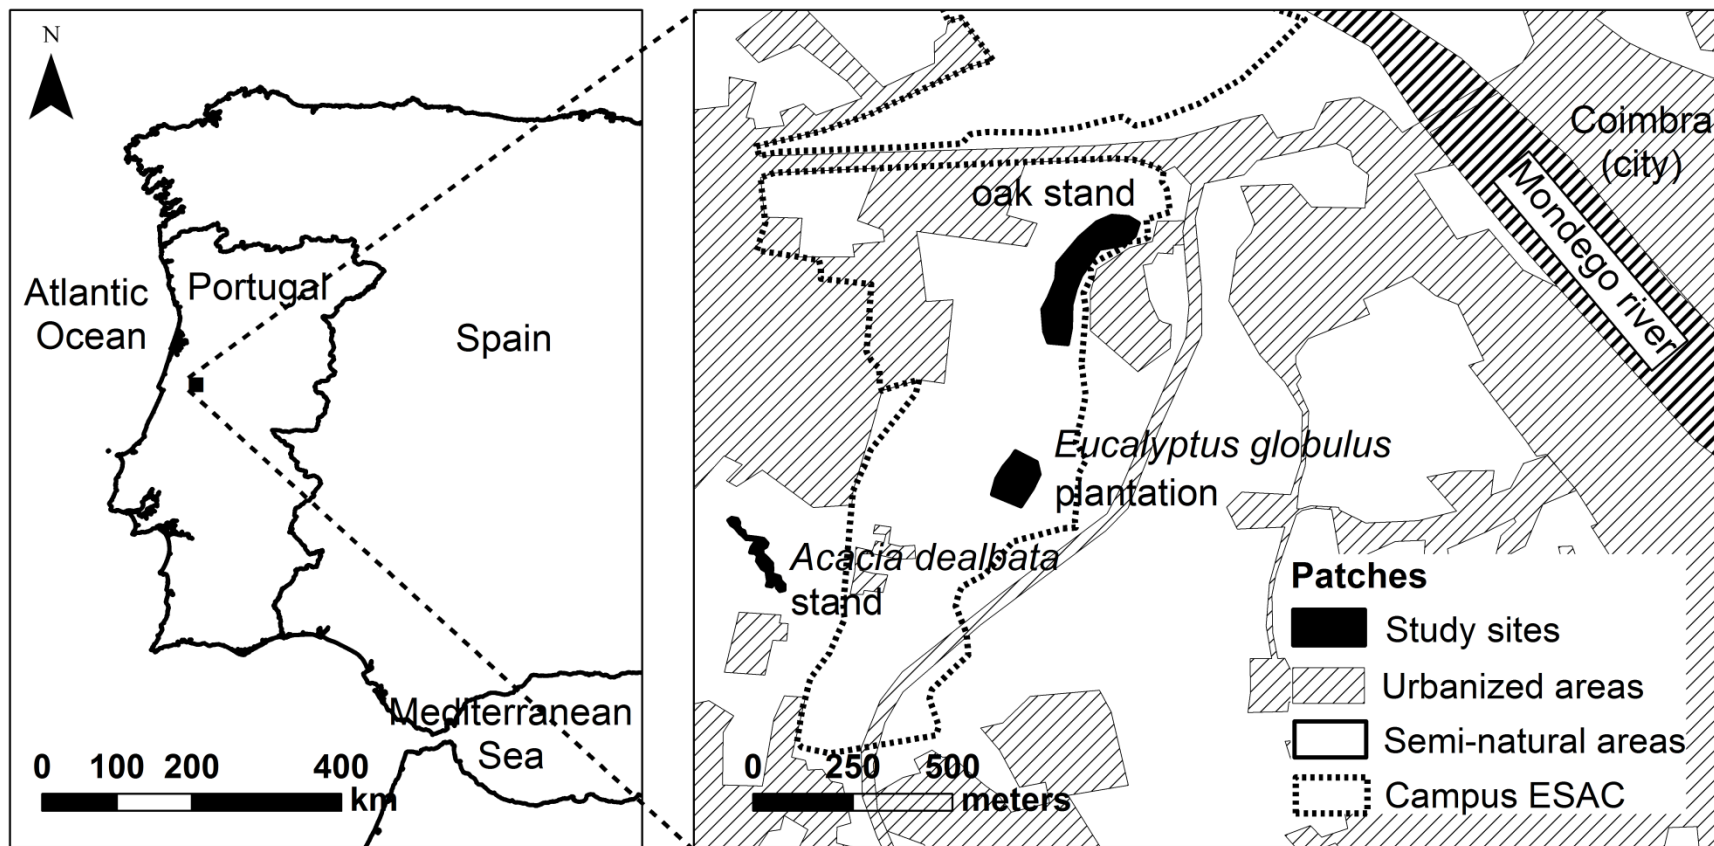 N
Atlantic
Ocean
Portugal
Spain
Mediterranean
Sea
0 100 200 400
km
Coimbra
(city)
oak stand
Mondego river
Eucalyptus globulus
plantation
Acacia dealbata
stand
0 250 500
meters
Patches
Study sites
Urbanized areas
Semi-natural areas
Campus ESAC